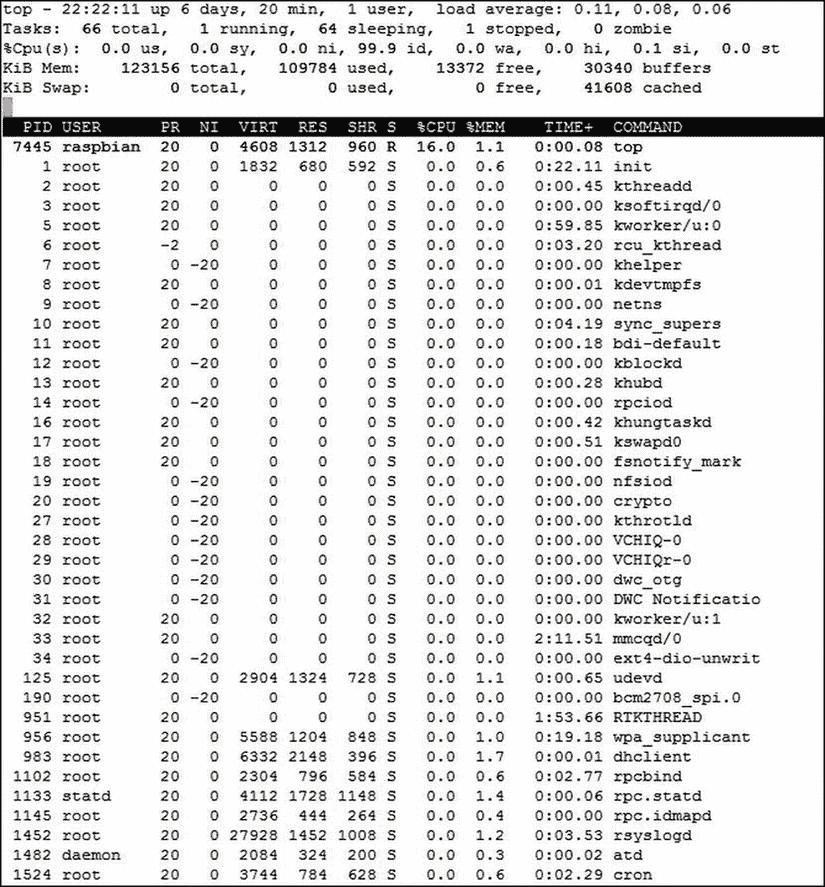 top - 22:22:11 up 6 days, 20 min,  1 user,  load average: 0.11, 0.08, 0.06
Tasks:  66 total,   1 running,  64 sleeping,   1 stopped,   0 zombie
%Cpu(s):  0.0 us,  0.0 sy,  0.0 ni, 99.9 id,  0.0 wa,  0.0 hi,  0.1 si,  0.0 st
KiB Mem:    123156 total,   109784 used,    13372 free,    30340 buffers
KiB Swap:        0 total,        0 used,        0 free,    41608 cached
PID USER PR NI VIRT RES SHR S %CPU %MEM TIME+ COMMAND
7445 raspbian 20 0 4608 1312 960 R 16.0 1.1 0:00.08 top
1 root 20 0 1832 680 592 S 0.0 0.6 0:22.11 init
2 root 20 0 0 0 0 S 0.0 0.0 0:00.45 kthreadd
3 root 20 0 0 0 0 S 0.0 0.0 0:00.00 ksoftirqd/0
5 root 20 0 0 0 0 S 0.0 0.0 0:59.85 kworker/u:0
6 root -2 0 0 0 0 S 0.0 0.0 0:03.20 rcu_kthread
7 root 0 -20 0 0 0 S 0.0 0.0 0:00.00 khelper
8 root 20 0 0 0 0 S 0.0 0.0 0:00.01 kdevtmpfs
9 root 0 -20 0 0 0 S 0.0 0.0 0:00.00 netns
10 root 20 0 0 0 0 S 0.0 0.0 0:04.19 sync_supers
11 root 20 0 0 0 0 S 0.0 0.0 0:00.18 bdi-default
12 root 0 -20 0 0 0 S 0.0 0.0 0:00.00 kblockd
13 root 20 0 0 0 0 S 0.0 0.0 0:00.28 khubd
14 root 0 -20 0 0 0 S 0.0 0.0 0:00.00 rpciod
16 root 20 0 0 0 0 S 0.0 0.0 0:00.42 khungtaskd
17 root 20 0 0 0 0 S 0.0 0.0 0:00.51 kswapd0
18 root 20 0 0 0 0 S 0.0 0.0 0:00.00 fsnotify_mark
19 root 0 -20 0 0 0 S 0.0 0.0 0:00.00 nfsiod
20 root 0 -20 0 0 0 S 0.0 0.0 0:00.00 crypto
27 root 0 -20 0 0 0 S 0.0 0.0 0:00.00 kthrotld
28 root 0 -20 0 0 0 S 0.0 0.0 0:00.00 VCHIQ-0
29 root 0 -20 0 0 0 S 0.0 0.0 0:00.00 VCHIQr-0
30 root 0 -20 0 0 0 S 0.0 0.0 0:00.00 dwc_otg
31 root 0 -20 0 0 0 S 0.0 0.0 0:00.00 DWC Notificatio
32 root 20 0 0 0 0 S 0.0 0.0 0:00.00 kworker/u:1
33 root 20 0 0 0 0 S 0.0 0.0 2:11.51 mmcqd/0
34 root 0 -20 0 0 0 S 0.0 0.0 0:00.00 ext4-dio-unwrit
125 root 20 0 2904 1324 728 S 0.0 1.1 0:00.65 udevd
190 root 0 -20 0 0 0 S 0.0 0.0 0:00.00 bcm2708_spi.0
951 root 20 0 0 0 0 S 0.0 0.0 1:53.66 RTKTHREAD
956 root 20 0 5588 1204 848 S 0.0 1.0 0:19.18 wpa_supplicant
983 root 20 0 6332 2148 396 S 0.0 1.7 0:00.01 dhclient
1102 root 20 0 2304 796 584 S 0.0 0.6 0:02.77 rpcbind
1133 statd 20 0 4112 1728 1148 S 0.0 1.4 0:00.06 rpc.statd
1145 root 20 0 2736 444 264 S 0.0 0.4 0:00.00 rpc.idmapd
1452 root 20 0 27928 1452 1008 S 0.0 1.2 0:03.53 rsyslogd
1482 daemon 20 0 2084 324 200 S 0.0 0.3 0:00.02 atd
1524 root 20 0 3744 784 628 S 0.0 0.6 0:02.29 cron